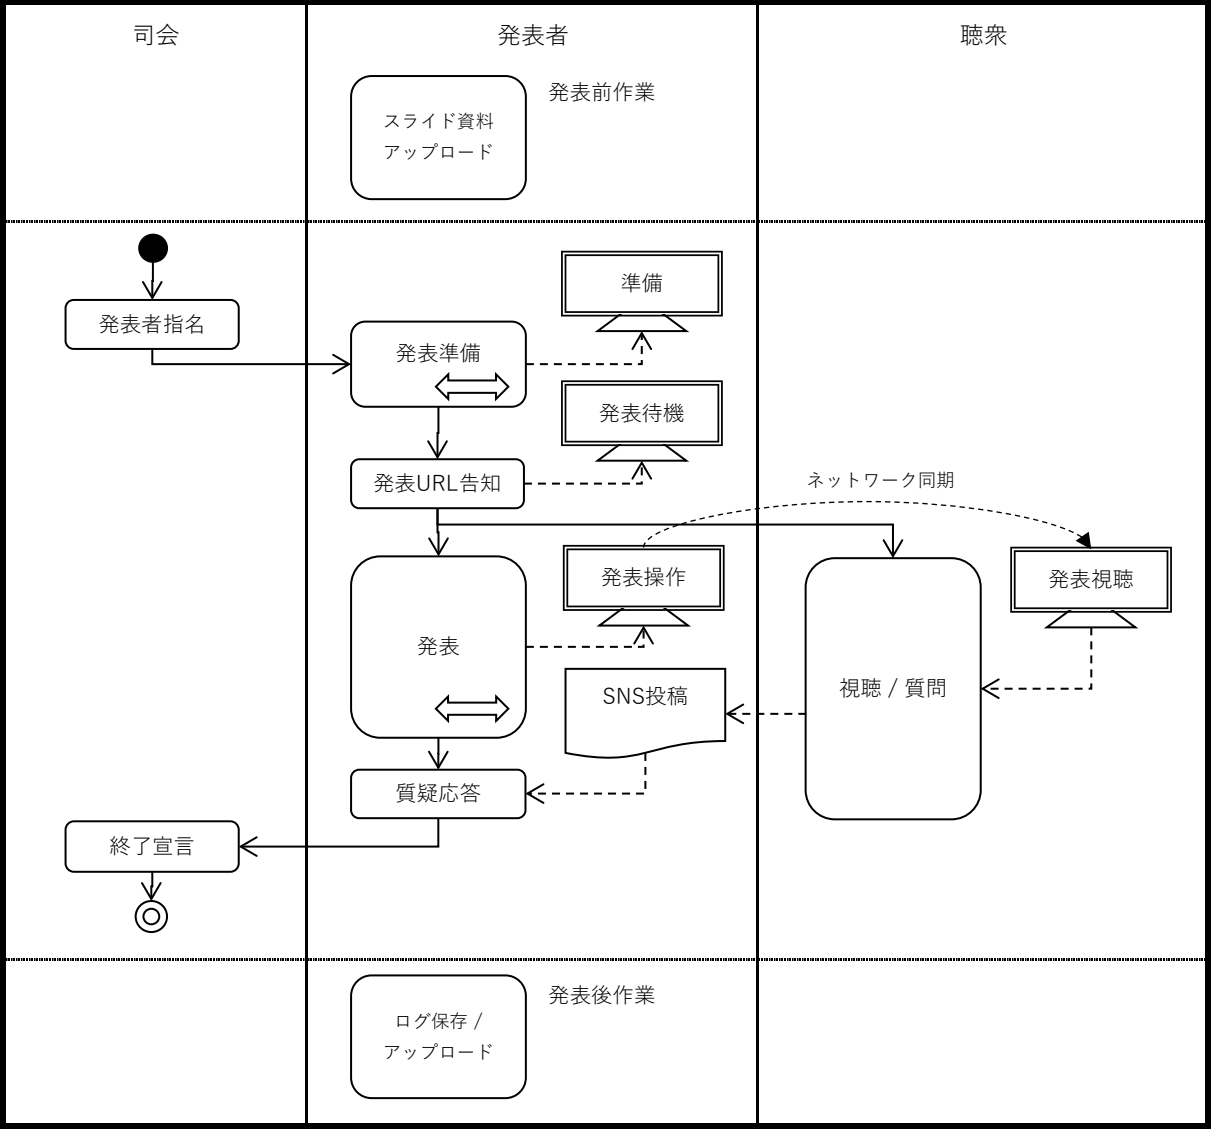 司会
発表者
聴衆
発表前作業
スライド資料
アップロード
準備
発表者指名
発表準備
発表待機
発表URL告知
ネットワーク同期
発表操作
発表視聴
発表
視聴 / 質問
SNS投稿
質疑応答
終了宣言
発表後作業
ログ保存 /
アップロード